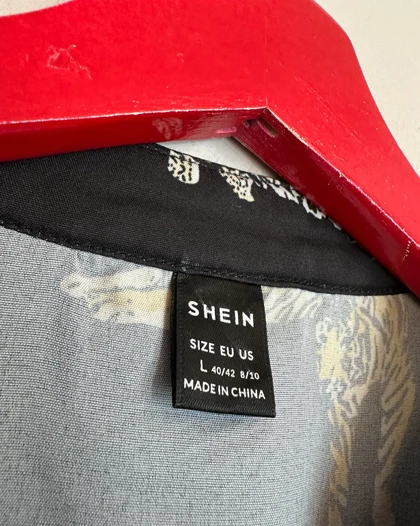 SHEIN
SIZE EU US
L 40/42 8/10
MADE IN CHINA